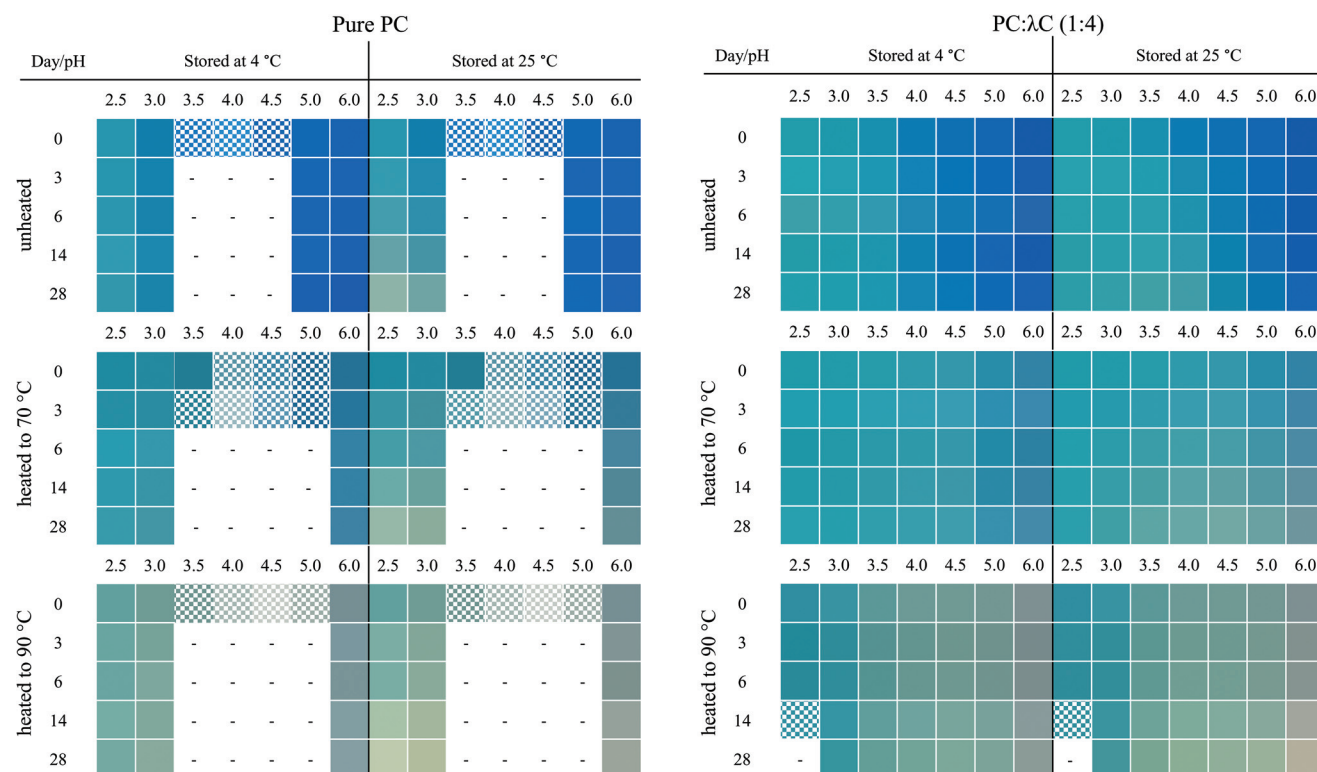 Pure PC
PC:λC (1:4)
Day/pH Stored at 4 °C Stored at 25 °C
Day/pH Stored at 4 °C Stored at 25 °C
2.5 3.0 3.5 4.0 4.5 5.0 6.0 2.5 3.0 3.5 4.0 4.5 5.0 6.0
2.5 3.0 3.5 4.0 4.5 5.0 6.0 2.5 3.0 3.5 4.0 4.5 5.0 6.0
unheated
0
3 - - - - - -
6 - - - - - -
14 - - - - - -
28 - - - - - -
unheated
0
3
6
14
28
2.5 3.0 3.5 4.0 4.5 5.0 6.0 2.5 3.0 3.5 4.0 4.5 5.0 6.0
2.5 3.0 3.5 4.0 4.5 5.0 6.0 2.5 3.0 3.5 4.0 4.5 5.0 6.0
heated to 70 °C
0
3
6 - - - - - - - -
14 - - - - - - - -
28 - - - - - - - -
heated to 70 °C
0
3
6
14
28
2.5 3.0 3.5 4.0 4.5 5.0 6.0 2.5 3.0 3.5 4.0 4.5 5.0 6.0
2.5 3.0 3.5 4.0 4.5 5.0 6.0 2.5 3.0 3.5 4.0 4.5 5.0 6.0
heated to 90 °C
0
3 - - - - - - - -
6 - - - - - - - -
14 - - - - - - - -
28 - - - - - - - -
heated to 90 °C
0
3
6
14
28 - -